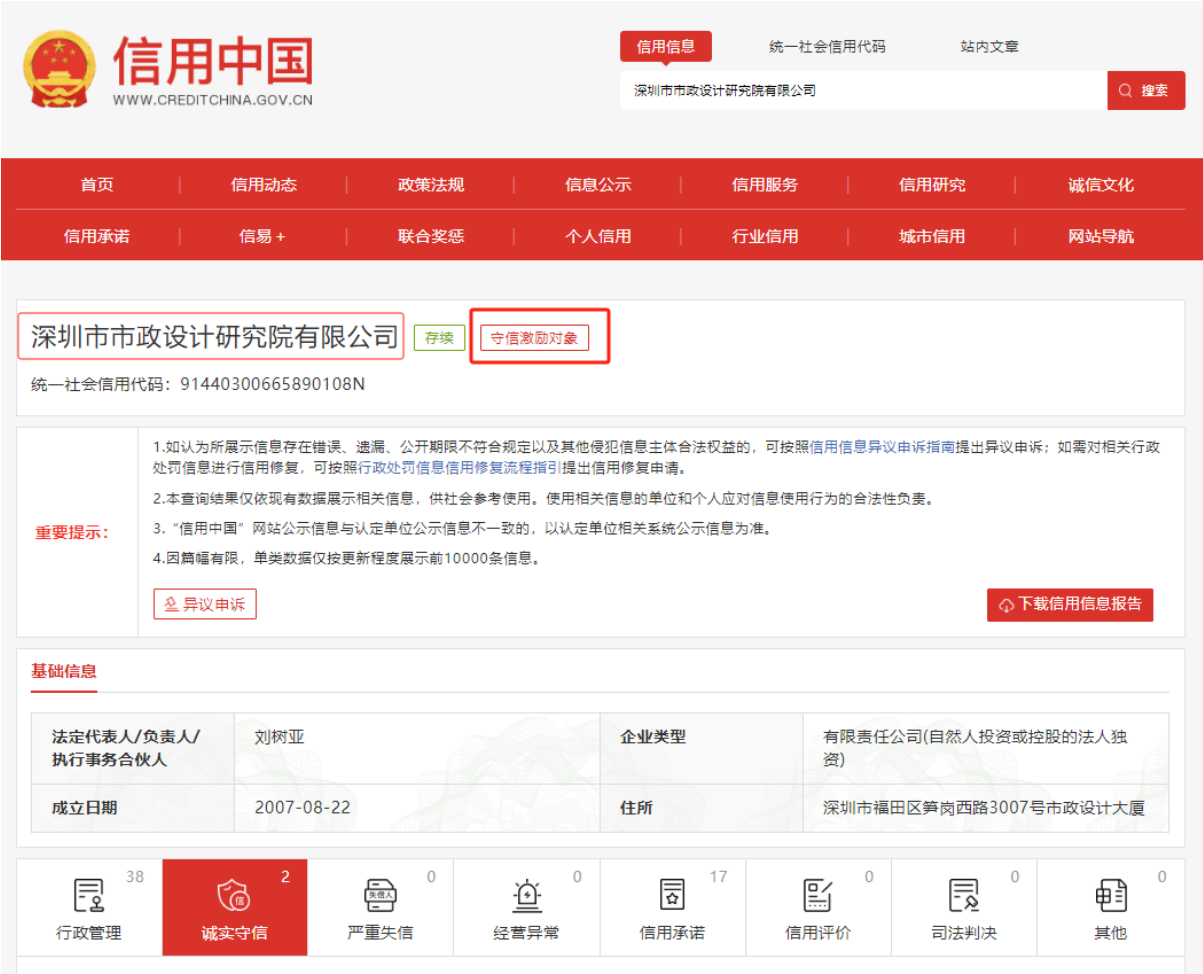 信用中国
WWW.CREDITCHINA.GOV.CN
信用信息 统一社会信用代码 站内文章
深圳市市政设计研究院有限公司 搜索
首页 信用动态 政策法规 信息公示 信用服务 信用研究 诚信文化
信用承诺 信易+ 联合奖惩 个人信用 行业信用 城市信用 网站导航
深圳市市政设计研究院有限公司 存续 守信激励对象
统一社会信用代码：91440300665890108N
重要提示：
1.如认为所展示信息存在错误、遗漏、公开期限不符合规定以及其他侵犯信息主体合法权益的，可按照信用信息异议申诉指南提出异议申诉；如需对相关行政
处罚信息进行信用修复，可按照行政处罚信息信用修复流程指引提出信用修复申请。
2.本查询结果仅依现有数据展示相关信息，供社会参考使用。使用相关信息的单位和个人应对信息使用行为的合法性负责。
3.“信用中国”网站公示信息与认定单位公示信息不一致的，以认定单位相关系统公示信息为准。
4.因篇幅有限，单类数据仅按更新程度展示前10000条信息。
异议申诉 下载信用信息报告
基础信息
法定代表人/负责人/ 刘树亚 企业类型 有限责任公司(自然人投资或控股的法人独
执行事务合伙人 资)
成立日期 2007-08-22 住所 深圳市福田区笋岗西路3007号市政设计大厦
38 2 0 0 17 0 0 0
信 失信人
行政管理 诚实守信 严重失信 经营异常 信用承诺 信用评价 司法判决 其他